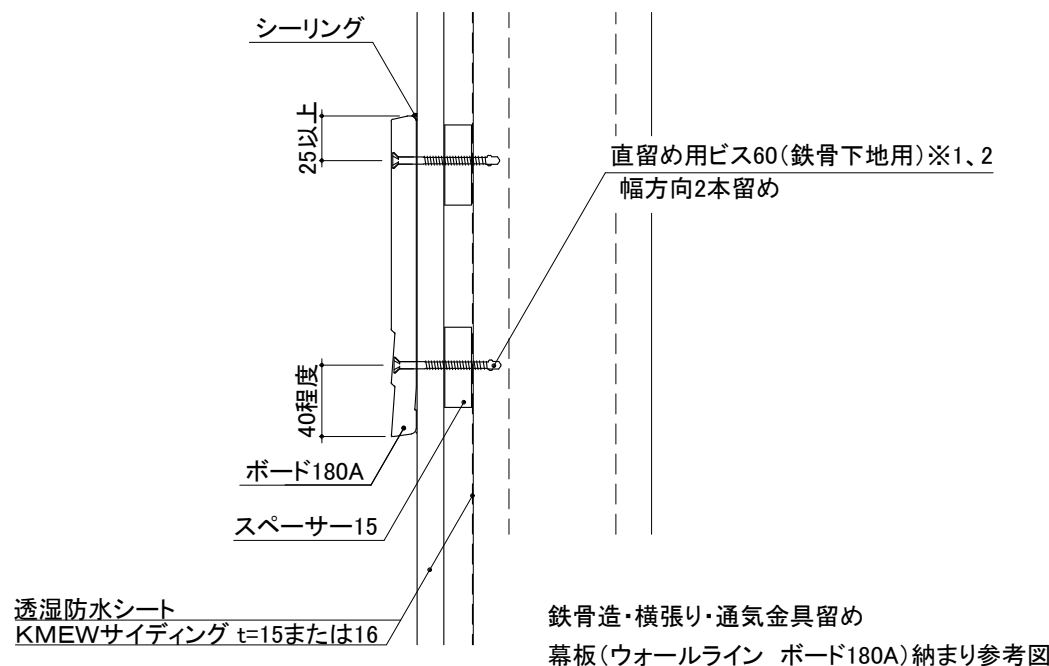 シーリング
25以上
直留め用ビス60(鉄骨下地用)※1、2
幅方向2本留め
40程度
ボード180A
スペーサー15
透湿防水シート
KMEWサイディング t=15または16
鉄骨造・横張り・通気金具留め
幕板(ウォールライン ボード180A)納まり参考図